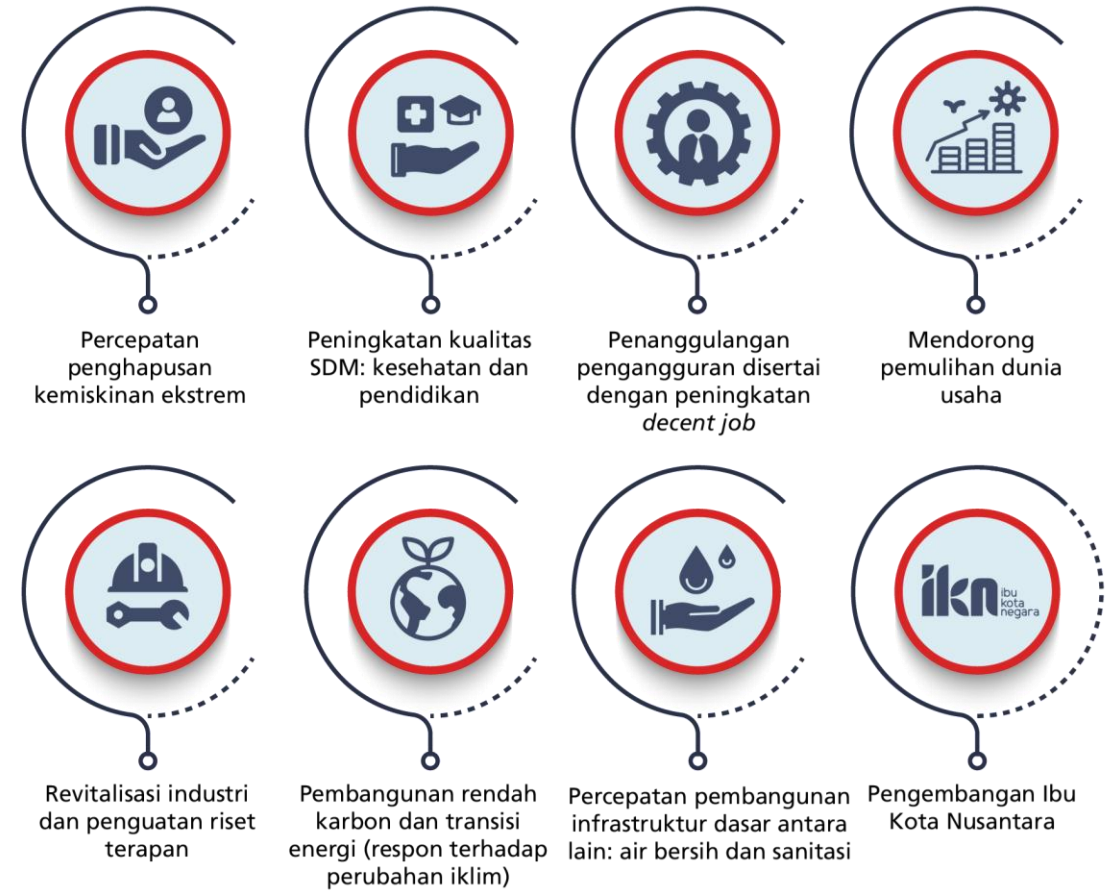 Percepatan
penghapusan
kemiskinan ekstrem
Peningkatan kualitas
SDM: kesehatan dan
pendidikan
Penanggulangan
pengangguran disertai
dengan peningkatan
decent job
Mendorong
pemulihan dunia
usaha
ikn
ibu
kota
negara
Revitalisasi industri
dan penguatan riset
terapan
Pembangunan rendah
karbon dan transisi
energi (respon terhadap
perubahan iklim)
Percepatan pembangunan
infrastruktur dasar antara
lain: air bersih dan sanitasi
Pengembangan Ibu
Kota Nusantara